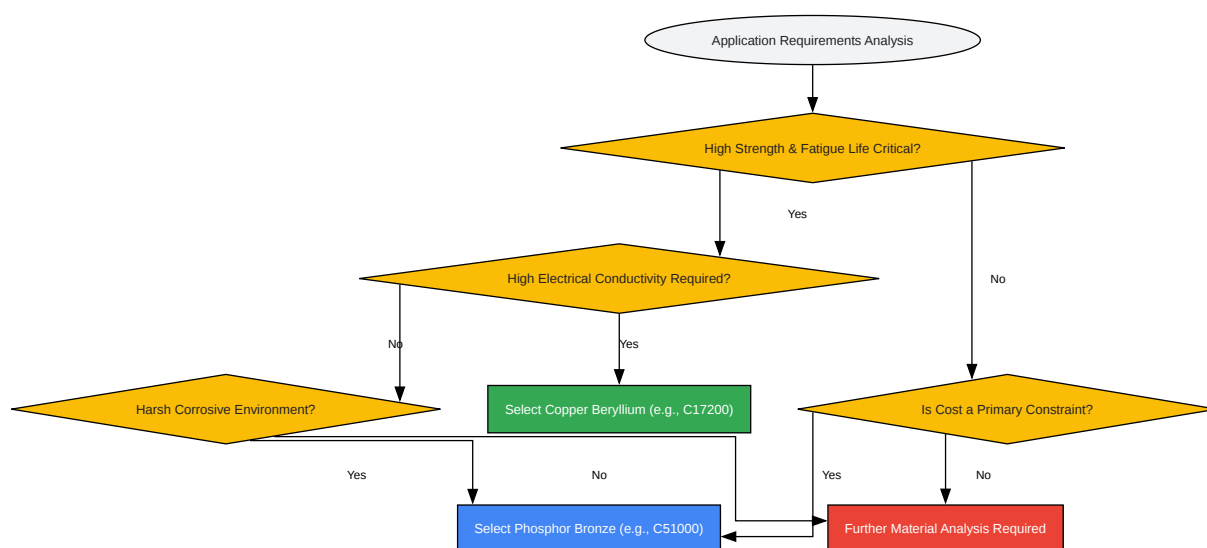 Application Requirements Analysis
High Strength & Fatigue Life Critical?
Yes
High Electrical Conductivity Required?
No
No
Yes
Harsh Corrosive Environment?
Select Copper Beryllium (e.g., C17200)
Is Cost a Primary Constraint?
Yes
No
Yes
No
Select Phosphor Bronze (e.g., C51000)
Further Material Analysis Required